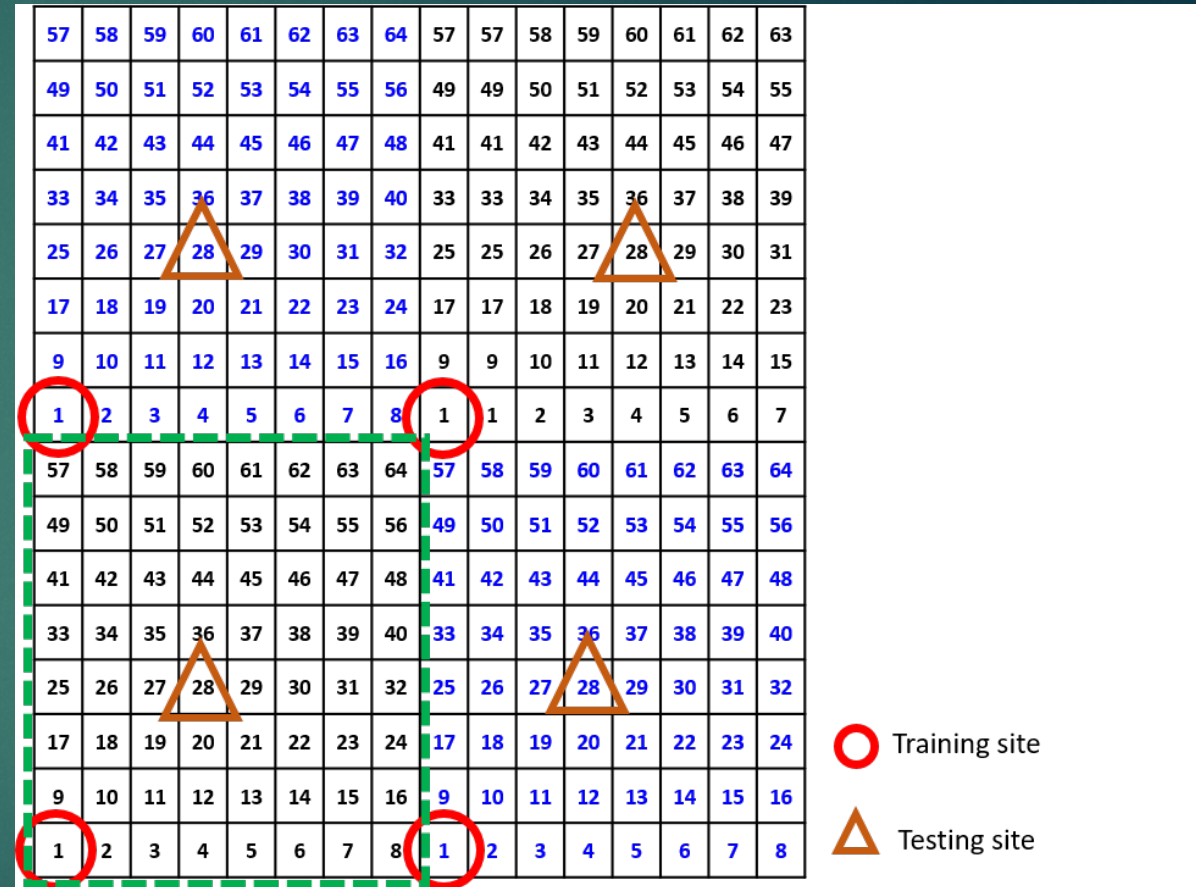 57 58 59 60 61 62 63 64 57 57 58 59 60 61 62 63
49 50 51 52 53 54 55 56 49 49 50 51 52 53 54 55
41 42 43 44 45 46 47 48 41 41 42 43 44 45 46 47
33 34 35 36 37 38 39 40 33 33 34 35 36 37 38 39
25 26 27 28 29 30 31 32 25 25 26 27 28 29 30 31
17 18 19 20 21 22 23 24 17 17 18 19 20 21 22 23
9 10 11 12 13 14 15 16 9 9 10 11 12 13 14 15
1 2 3 4 5 6 7 8 1 1 2 3 4 5 6 7
57 58 59 60 61 62 63 64 57 58 59 60 61 62 63 64
49 50 51 52 53 54 55 56 49 50 51 52 53 54 55 56
41 42 43 44 45 46 47 48 41 42 43 44 45 46 47 48
33 34 35 36 37 38 39 40 33 34 35 36 37 38 39 40
25 26 27 28 29 30 31 32 25 26 27 28 29 30 31 32
17 18 19 20 21 22 23 24 17 18 19 20 21 22 23 24
9 10 11 12 13 14 15 16 9 10 11 12 13 14 15 16
1 2 3 4 5 6 7 8 1 2 3 4 5 6 7 8
Training site
Testing site